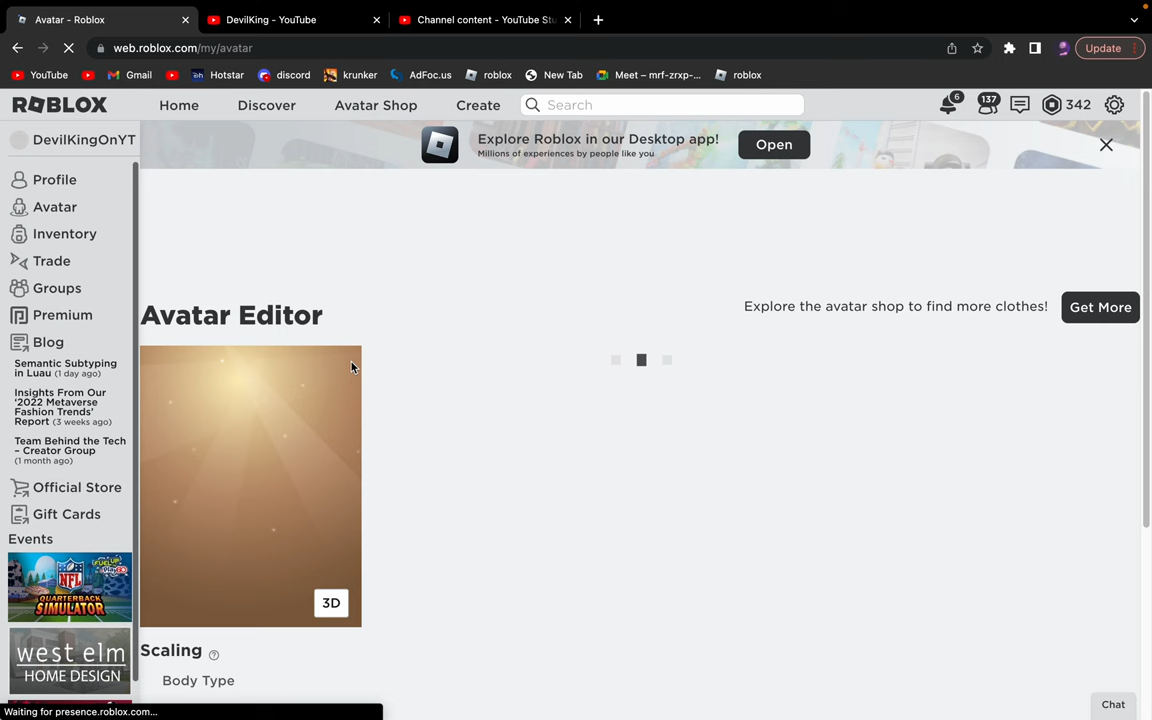 Avatar - Roblox
DevilKing - YouTube
Channel content - YouTube Stu
web.roblox.com/my/avatar
Update
YouTube
Gmail
Hotstar
discord
krunker
AdFoc.us
roblox
New Tab
Meet – mrf-zrxp-...
roblox
ROBLOX
Home
Discover
Avatar Shop
Create
Search
6
137
342
DevilKingOnYT
Explore Roblox in our Desktop app!
Millions of experiences by people like you
Open
Profile
Avatar
Inventory
Trade
Groups
Premium
Blog
Semantic Subtyping
in Luau (1 day ago)
Insights From Our
‘2022 Metaverse
Fashion Trends’
Report (3 weeks ago)
Team Behind the Tech
– Creator Group
(1 month ago)
Official Store
Gift Cards
Events
NFL
QUARTERBACK
SIMULATOR
west elm
HOME DESIGN
Avatar Editor
Explore the avatar shop to find more clothes!
Get More
3D
Scaling
Body Type
Waiting for presence.roblox.com...
Chat